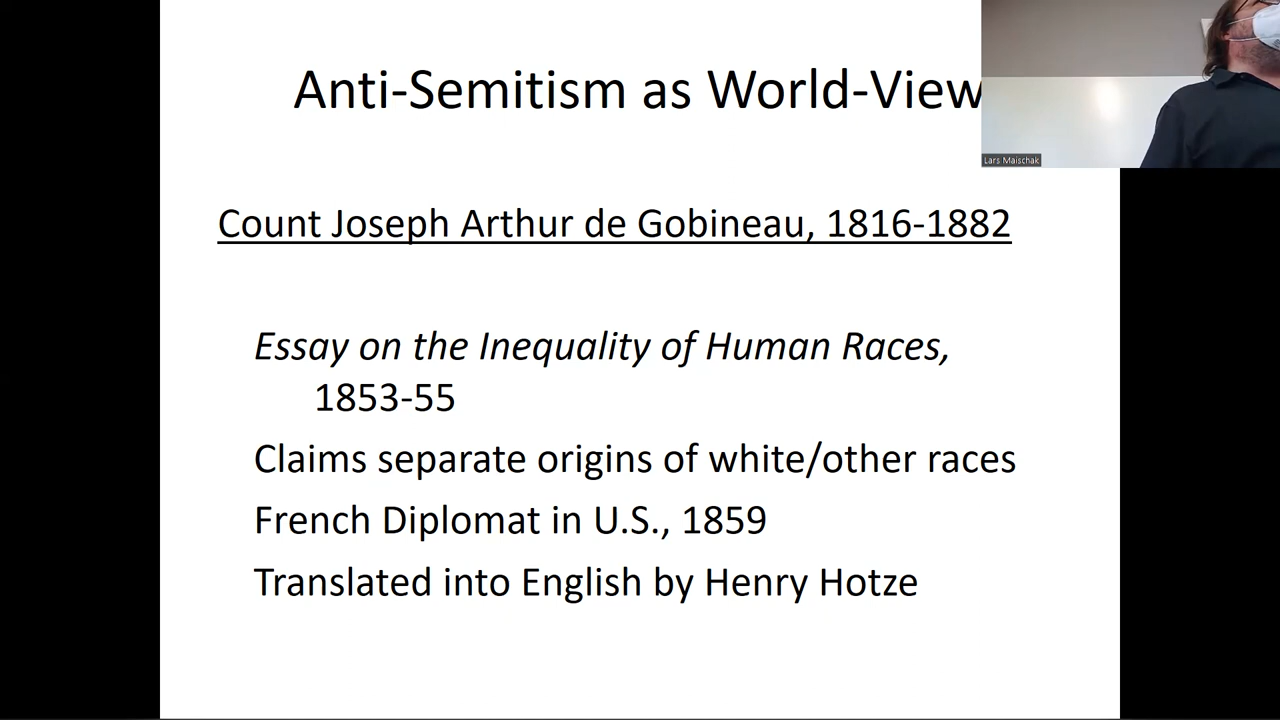 Anti-Semitism as World-View
Lars Maischak
Count Joseph Arthur de Gobineau, 1816-1882
Essay on the Inequality of Human Races,
1853-55
Claims separate origins of white/other races
French Diplomat in U.S., 1859
Translated into English by Henry Hotze